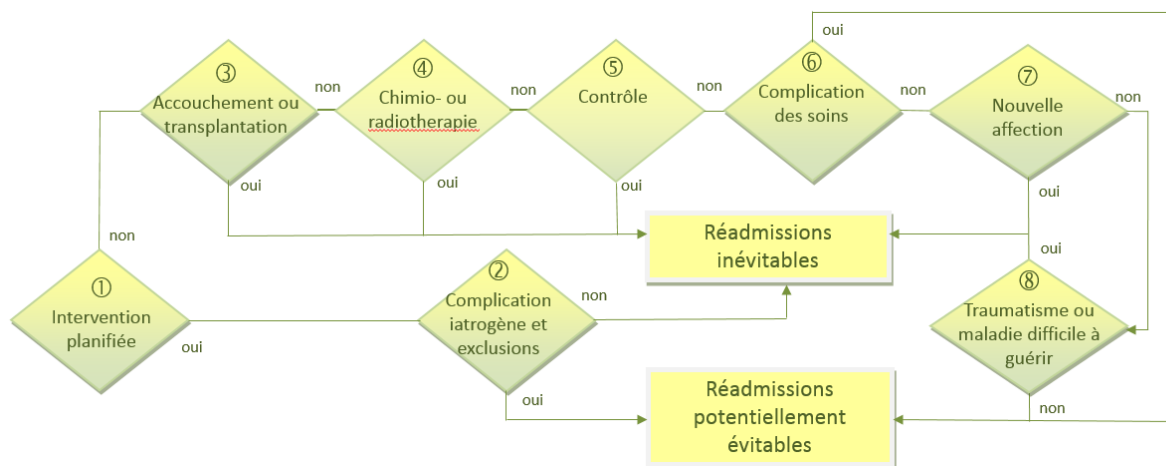 oui
③
Accouchement ou
transplantation
non
④
Chimio- ou
radiotherapie
non
⑤
Contrôle
non
⑥
Complication
des soins
non
⑦
Nouvelle
affection
non
oui
oui
oui
oui
non
①
Intervention
planifiée
oui
②
Complication
iatrogène et
exclusions
non
oui
Réadmissions
inévitables
oui
⑧
Traumatisme ou
maladie difficile à
guérir
non
Réadmissions
potentiellement
évitables